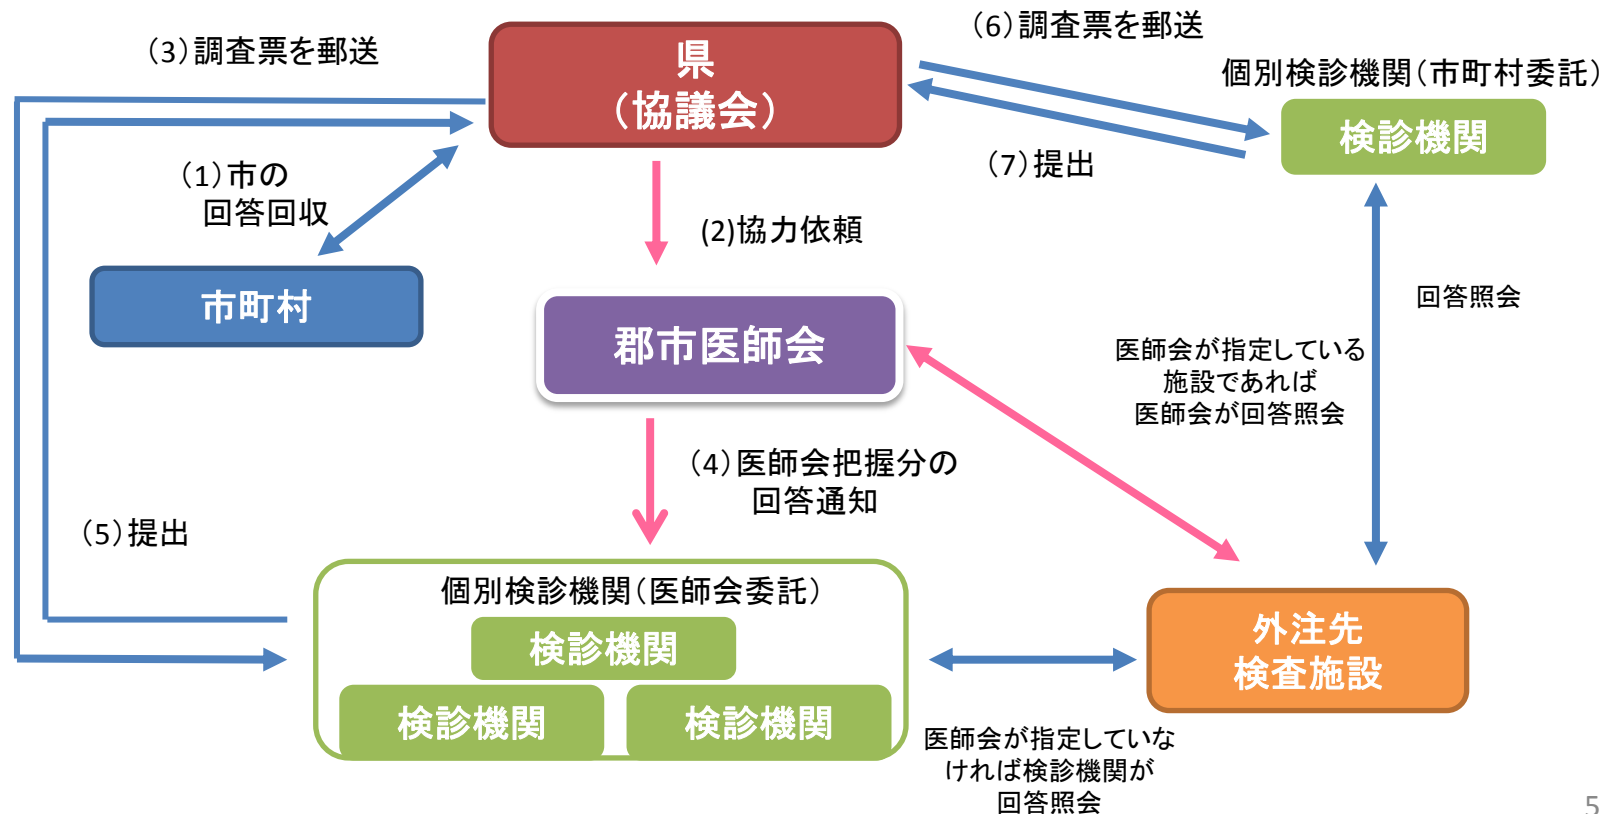 (3)調査票を郵送
県
(協議会)
(6)調査票を郵送
個別検診機関(市町村委託)
検診機関
(7)提出
(1)市の
回答回収
(2)協力依頼
市町村
郡市医師会
回答照会
医師会が指定している
施設であれば
医師会が回答照会
(4)医師会把握分の
回答通知
(5)提出
個別検診機関(医師会委託)
検診機関
検診機関
検診機関
外注先
検査施設
医師会が指定していな
ければ検診機関が
回答照会
5